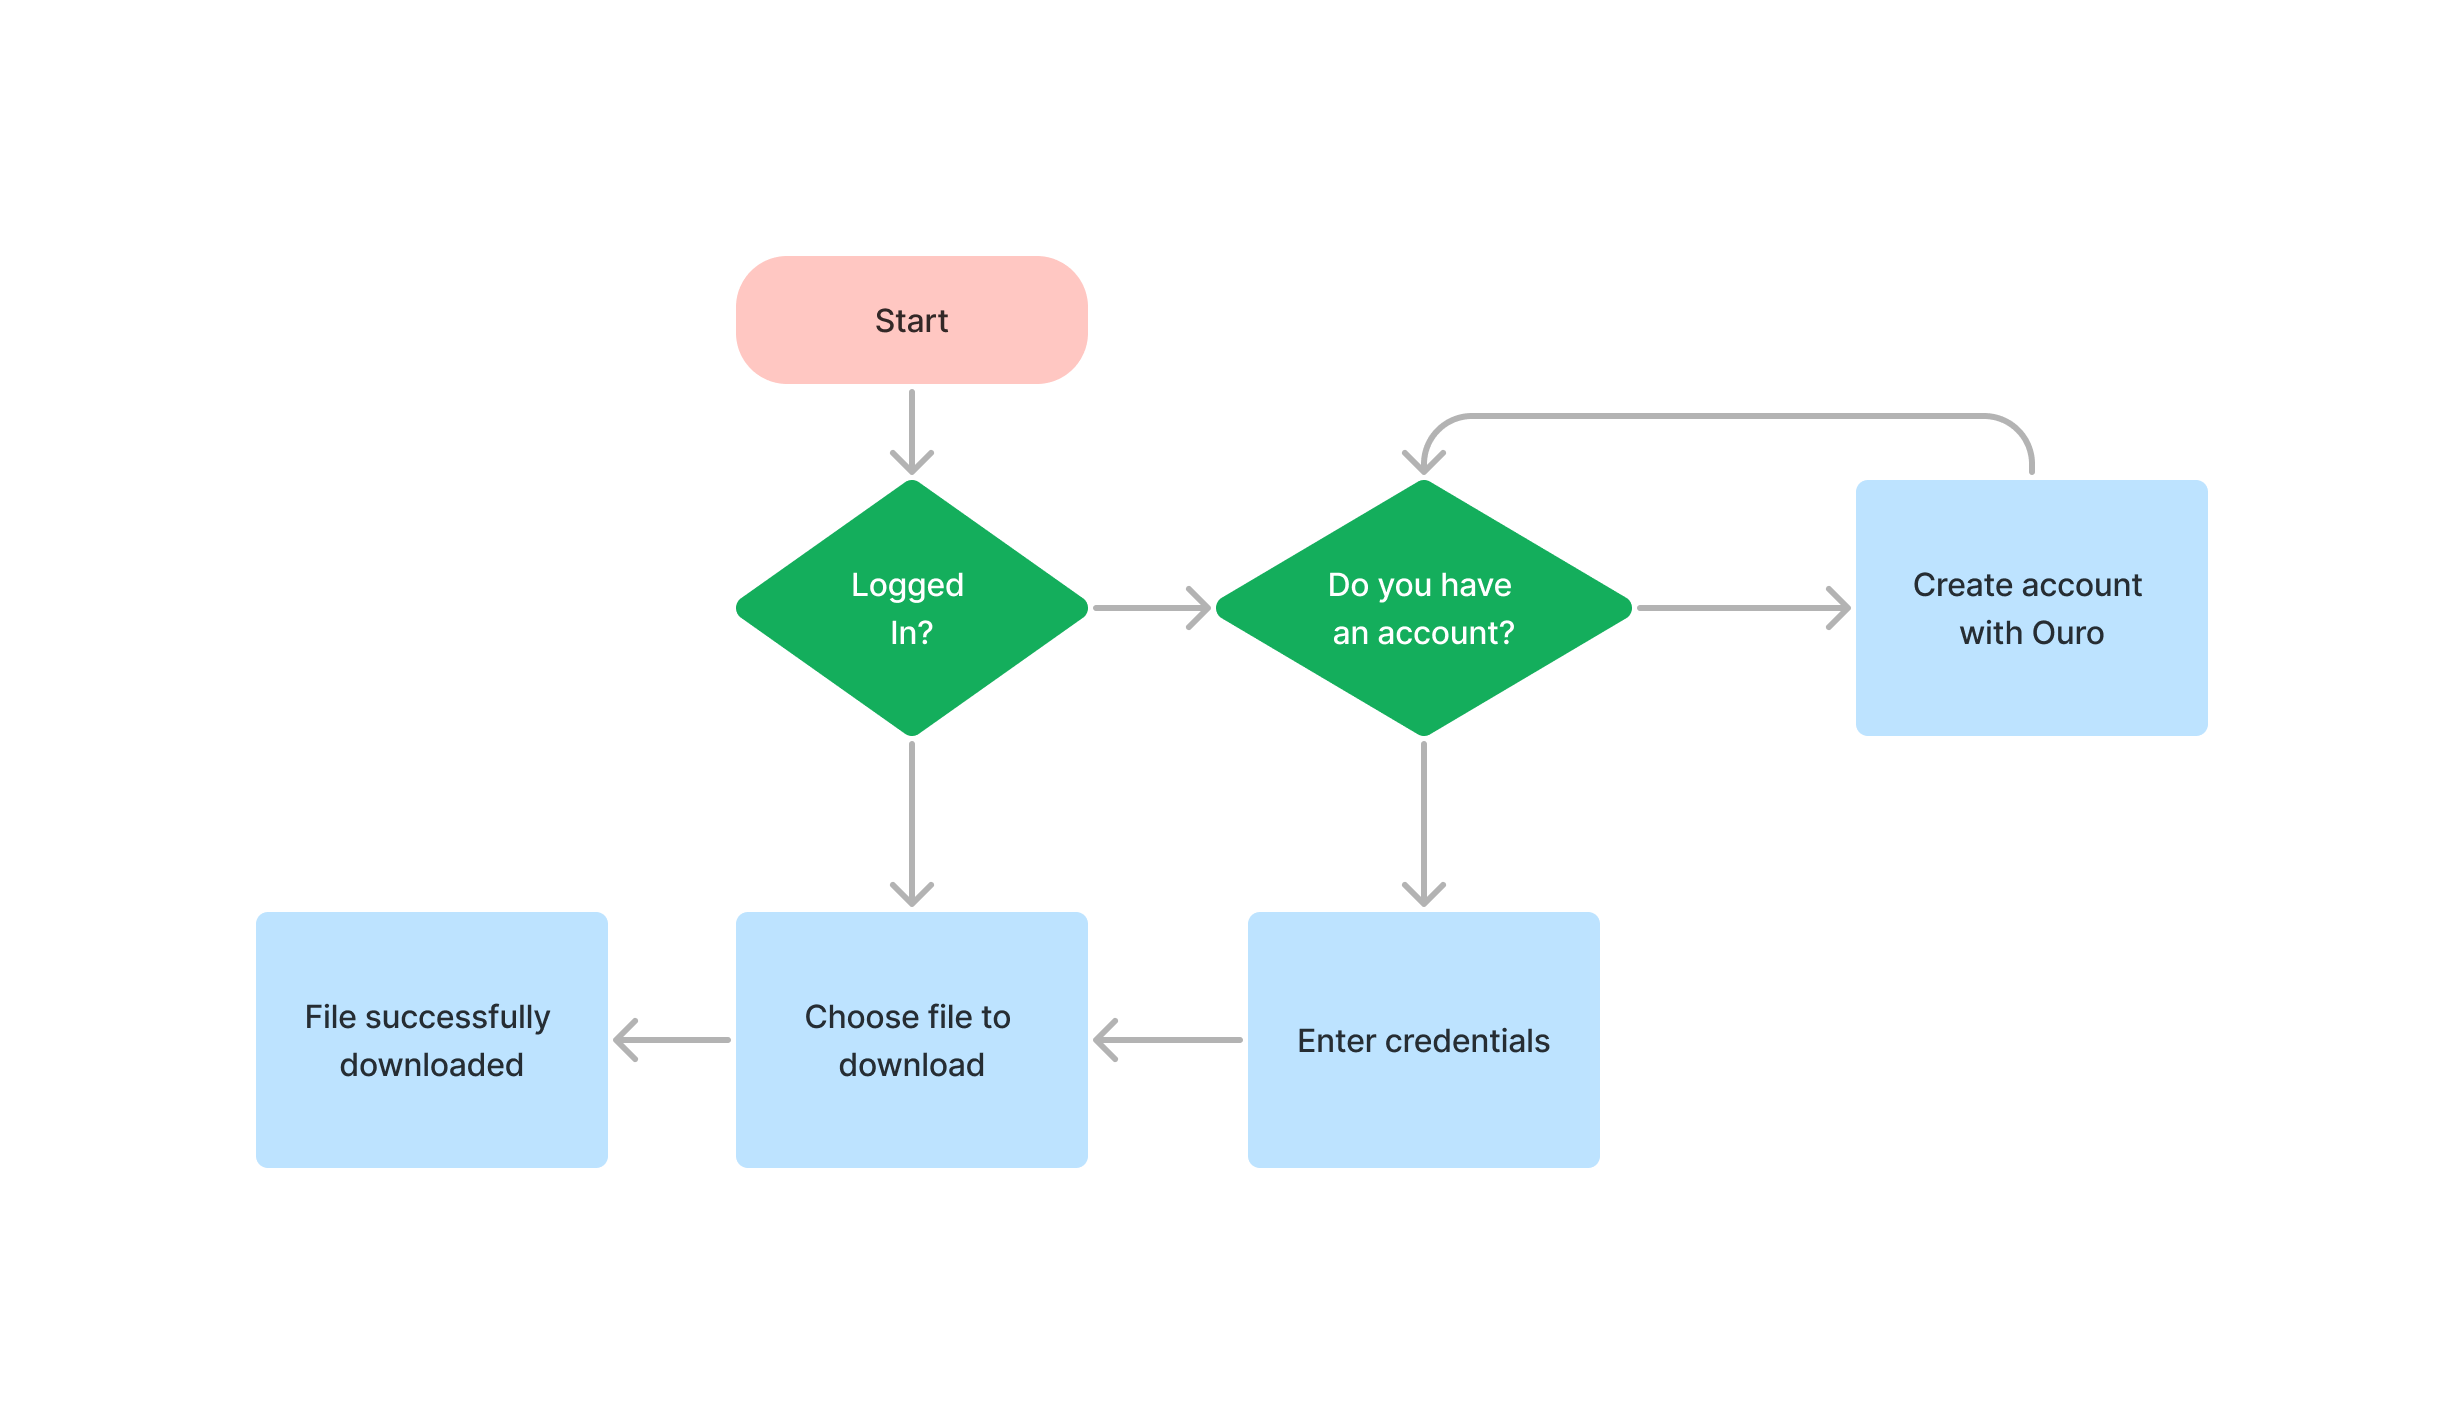 Start
Logged
In?
Do you have
an account?
Create account
with Ouro
File successfully
downloaded
Choose file to
download
Enter credentials